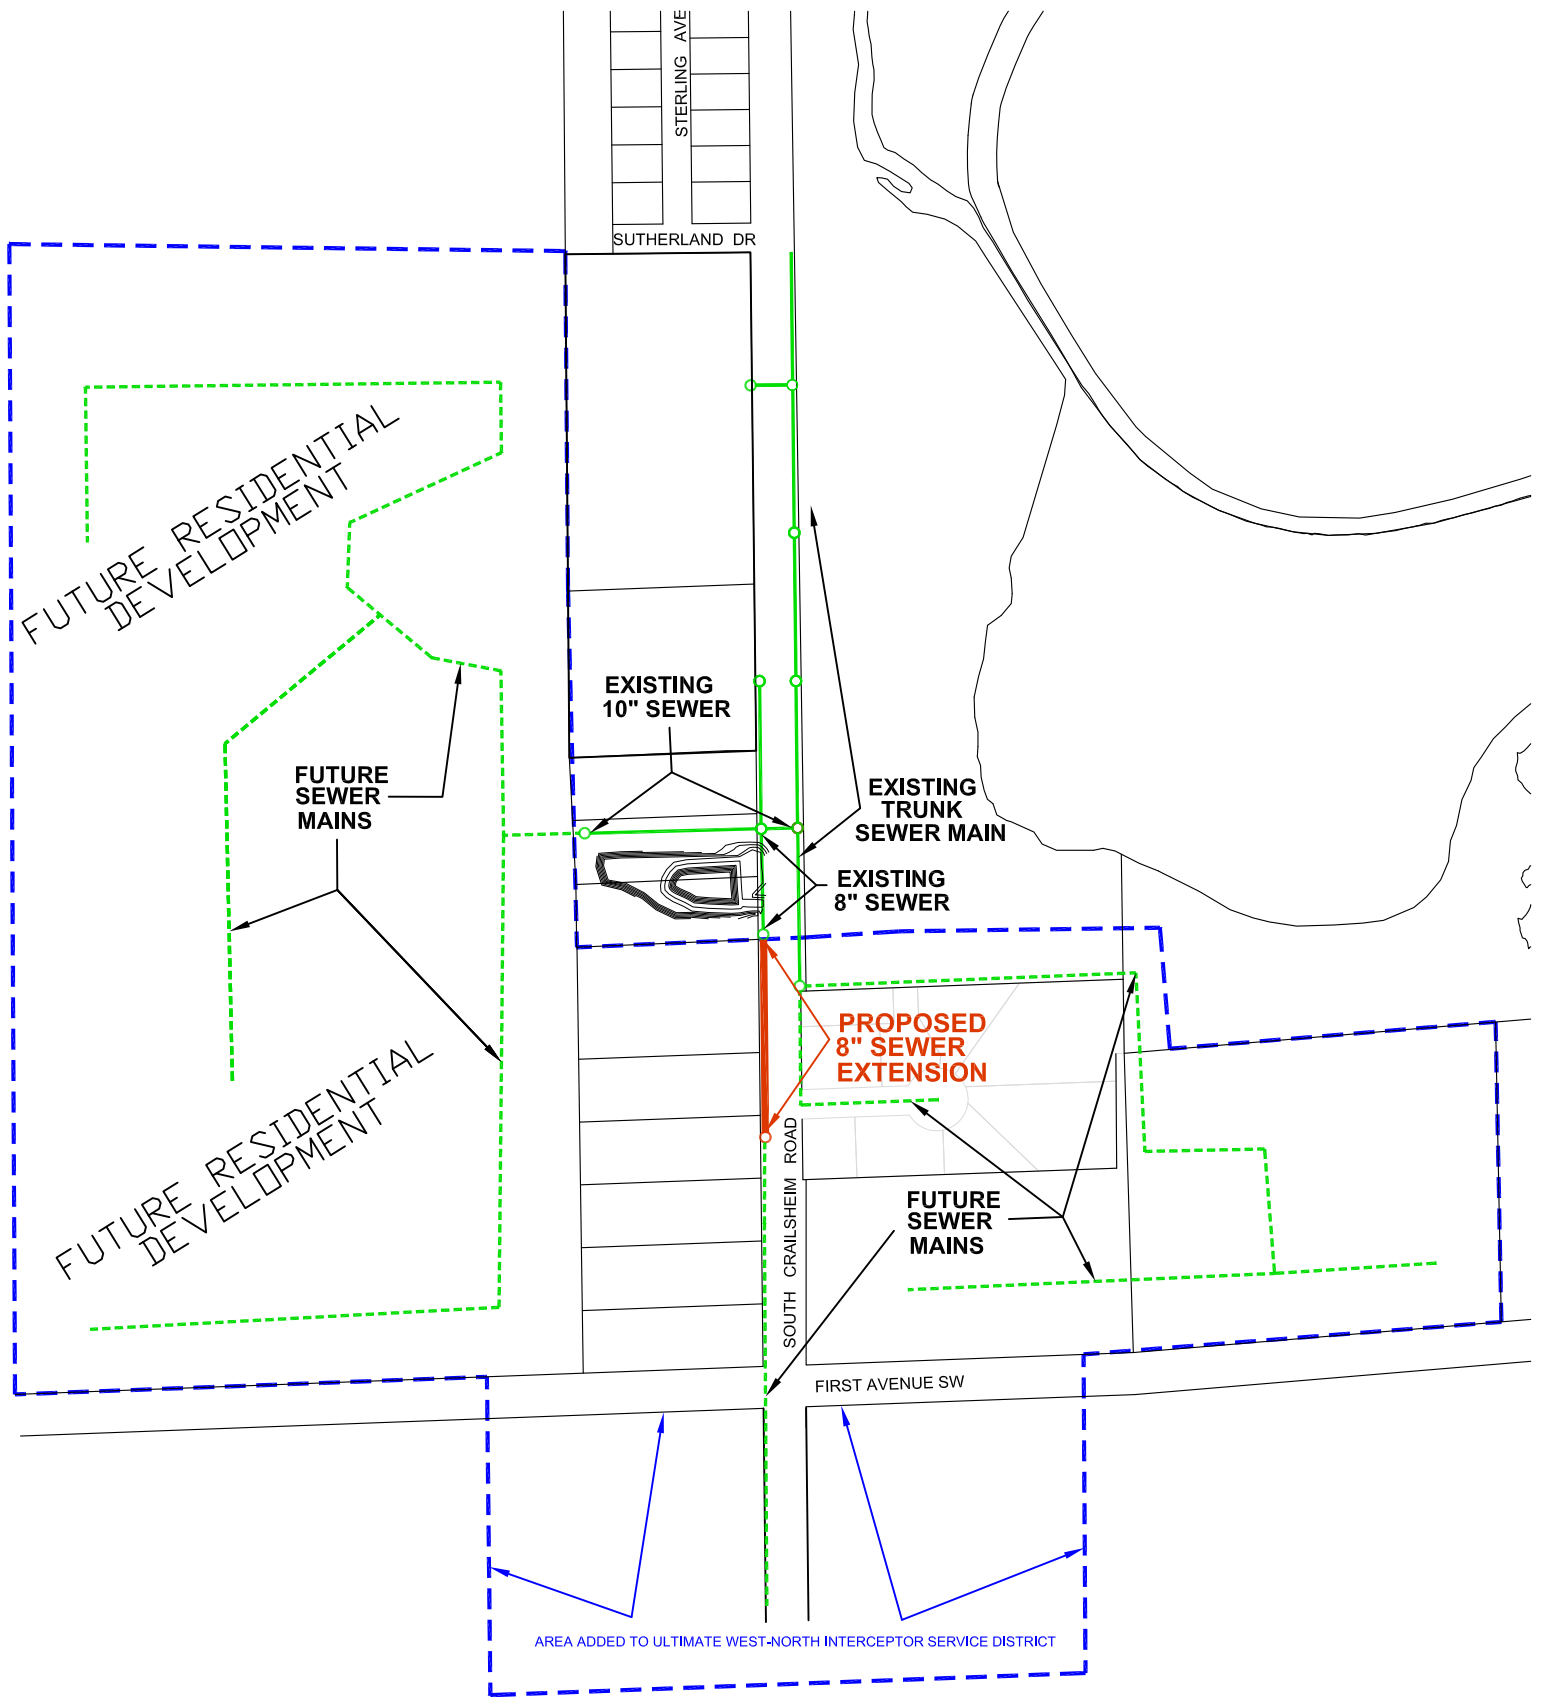 STERLING AVE
SUTHERLAND DR
FUTURE RESIDENTIAL
DEVELOPMENT
EXISTING
10" SEWER
FUTURE
SEWER
MAINS
EXISTING
TRUNK
SEWER MAIN
EXISTING
8" SEWER
PROPOSED
8" SEWER
EXTENSION
FUTURE RESIDENTIAL
DEVELOPMENT
SOUTH CRAILSHEIM ROAD
FUTURE
SEWER
MAINS
FIRST AVENUE SW
AREA ADDED TO ULTIMATE WEST-NORTH INTERCEPTOR SERVICE DISTRICT